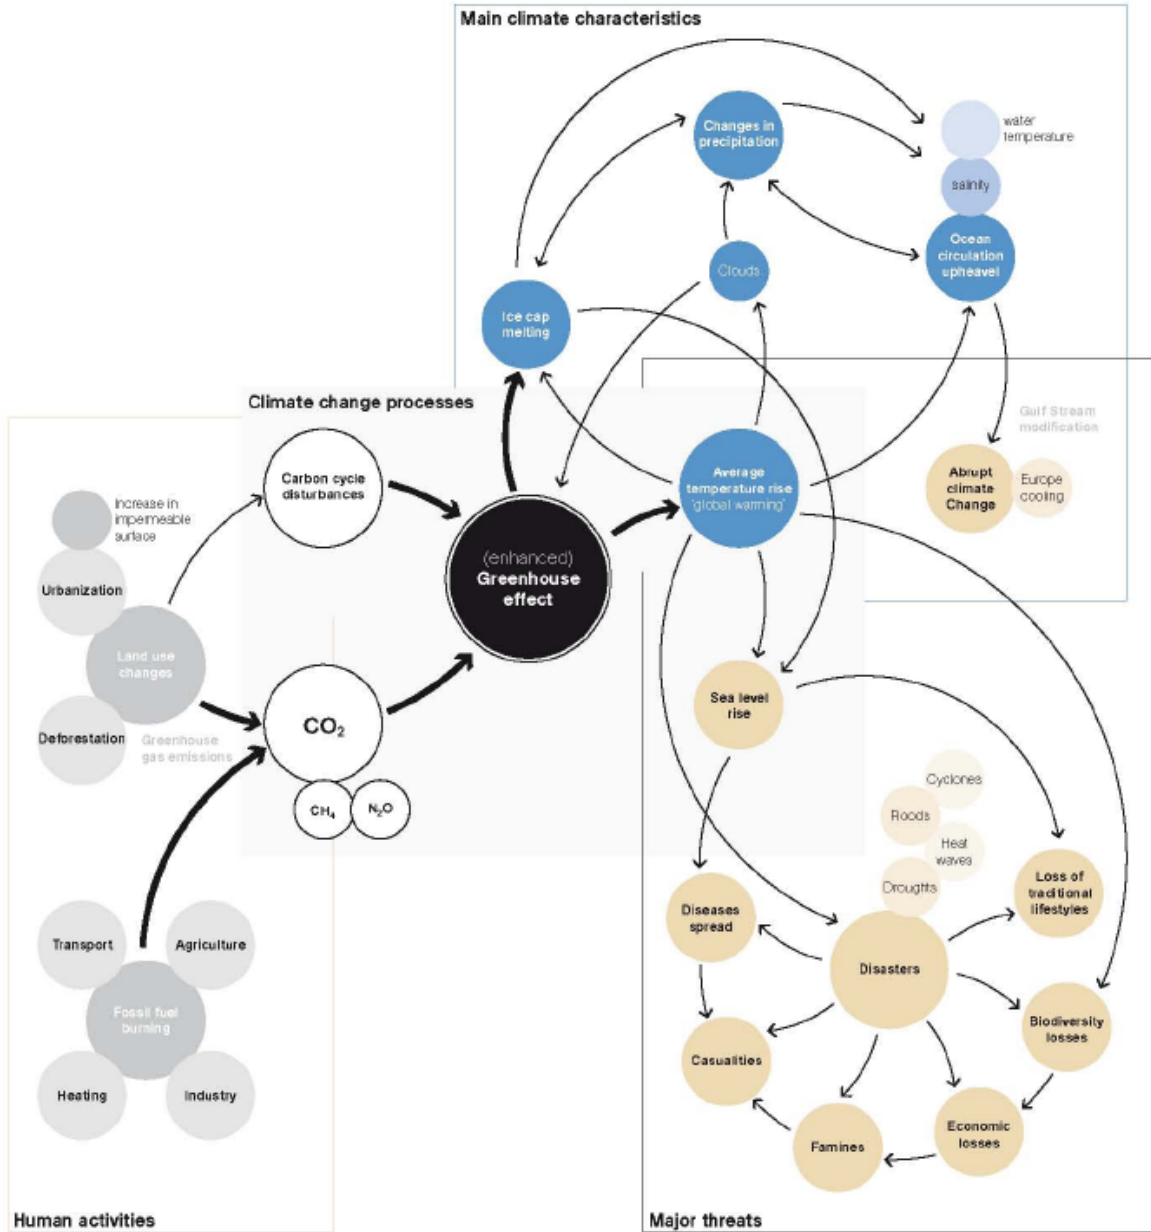 Main climate characteristics
Changes in
precipitation
water
temperature
salinity
Ocean
circulation
upheavel
Clouds
Ice cap
melting
Climate change processes
Carbon cycle
disturbances
Average
temperature rise
'global warming'
Gulf Stream
modification
Abrupt
climate
Change
Europe
cooling
Increase in
impermeable
surface
Urbanization
Land use
changes
Deforestation
(enhanced)
Greenhouse
effect
Greenhouse
gas emissions
CO₂
CH₄
N₂O
Sea level
rise
Cyclones
Floods
Heat
waves
Droughts
Transport
Agriculture
Fossil fuel
burning
Heating
Industry
Diseases
spread
Disasters
Loss of
traditional
lifestyles
Casualities
Biodiversity
losses
Famines
Economic
losses
Human activities
Major threats